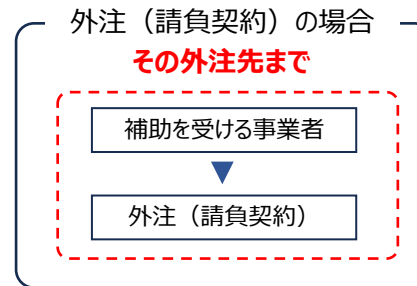 外注（請負契約）の場合
その外注先まで
補助を受ける事業者
外注（請負契約）